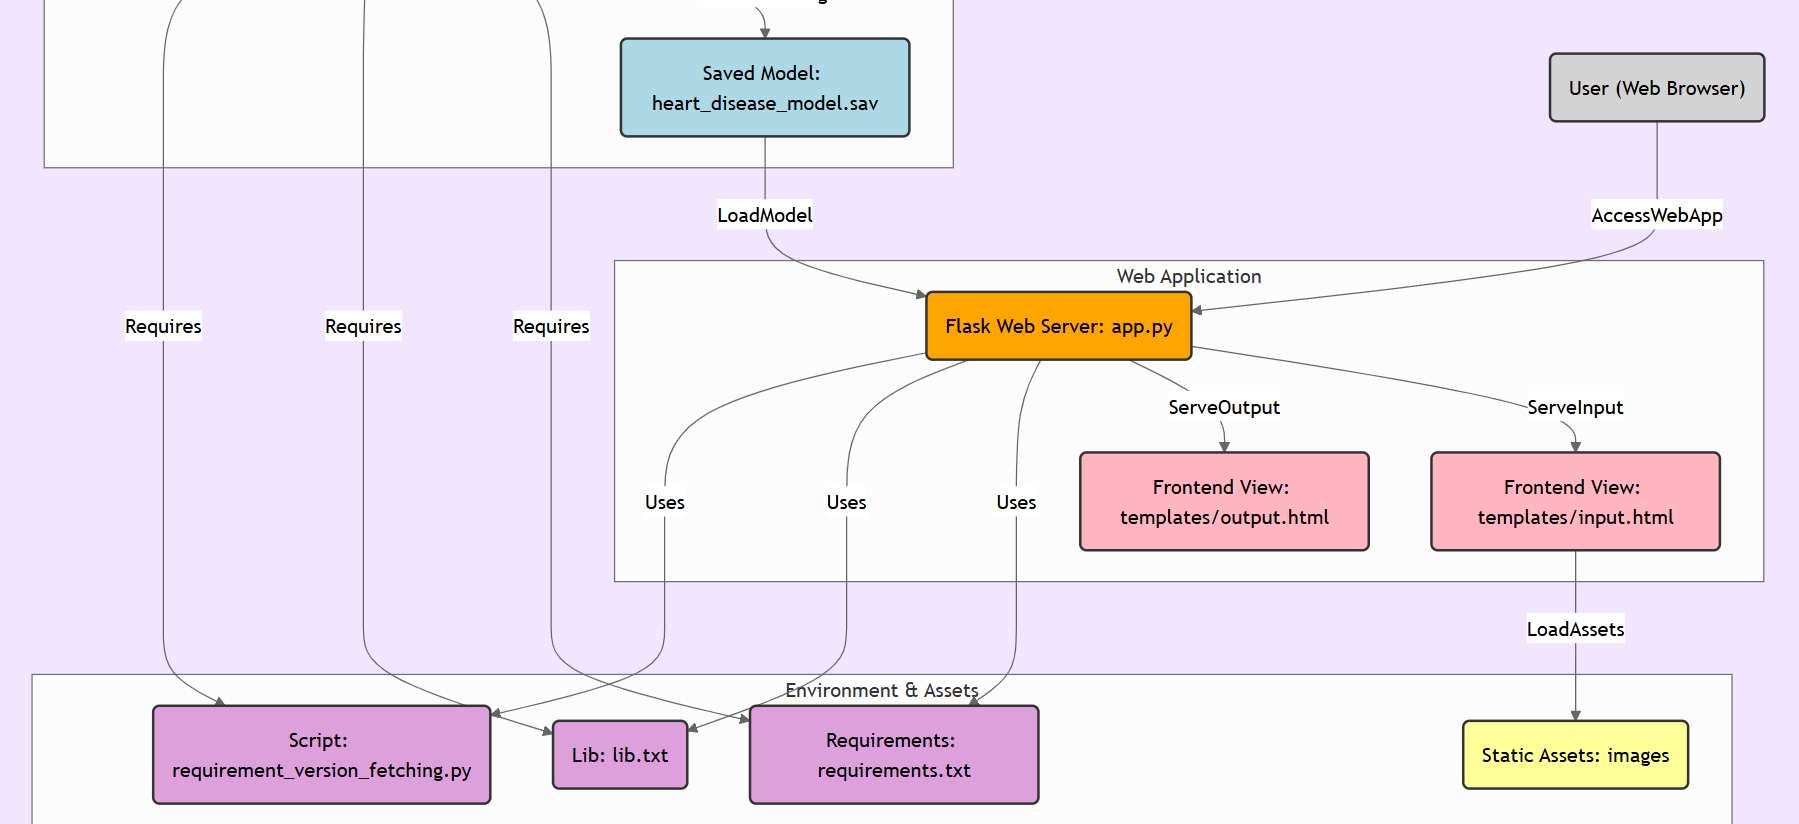 Saved Model:
heart_disease_model.sav
User (Web Browser)
LoadModel
AccessWebApp
Web Application
Requires
Requires
Requires
Flask Web Server: app.py
ServeOutput
ServeInput
Uses
Uses
Uses
Frontend View:
templates/output.html
Frontend View:
templates/input.html
LoadAssets
Environment & Assets
Script:
requirement_version_fetching.py
Lib: lib.txt
Requirements:
requirements.txt
Static Assets: images